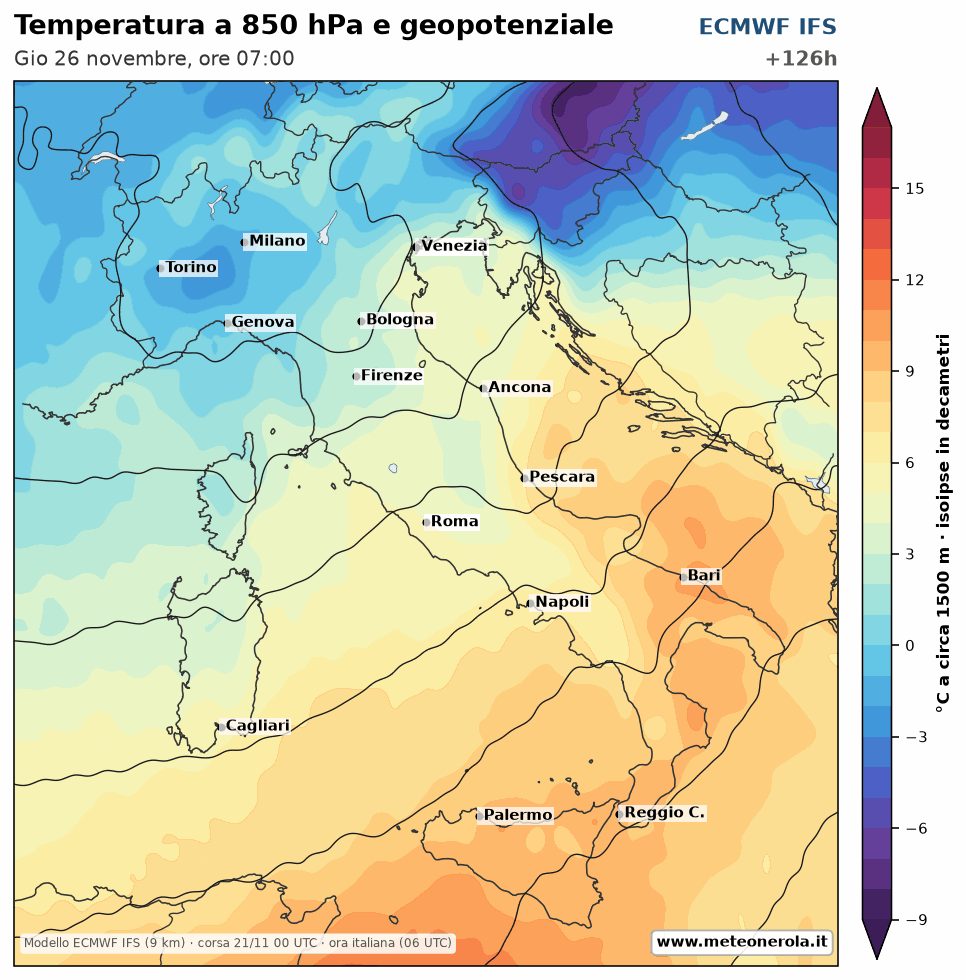 Temperatura a 850 hPa e geopotenziale
ECMWF IFS
Gio 26 novembre, ore 07:00
+126h
Milano
Venezia
Torino
Genova
Bologna
Firenze
Ancona
Pescara
Roma
Bari
Napoli
Cagliari
Palermo
Reggio C.
15
12
9
6
3
0
−3
−6
−9
°C a circa 1500 m · isoipse in decametri
Modello ECMWF IFS (9 km) · corsa 21/11 00 UTC · ora italiana (06 UTC)
www.meteonerola.it